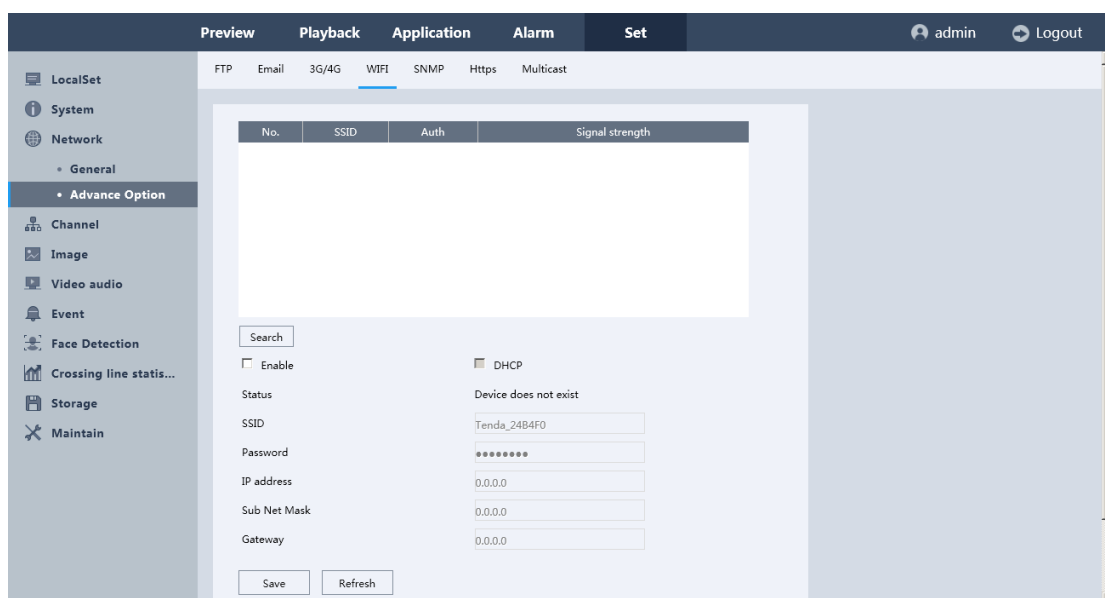 Preview Playback Application Alarm Set admin Logout
FTP Email 3G/4G WIFI SNMP Https Multicast
LocalSet
System
Network
General
Advance Option
Channel
Image
Video audio
Event
Face Detection
Crossing line statis...
Storage
Maintain
No. SSID Auth Signal strength
Search
Enable DHCP
Status Device does not exist
SSID Tenda_24B4F0
Password ●●●●●●●●
IP address 0.0.0.0
Sub Net Mask 0.0.0.0
Gateway 0.0.0.0
Save Refresh